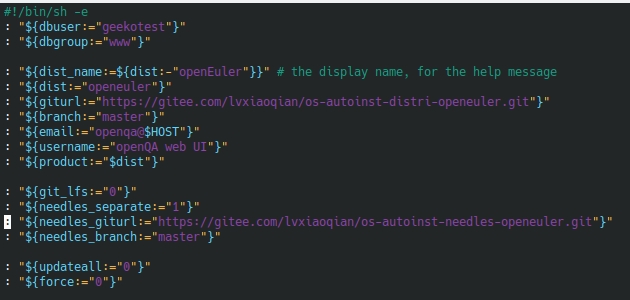 #!/bin/sh -e
: "${dbuser:="geekotest"}"
: "${dbgroup:="www"}"
: "${dist_name:=${dist:-"openEuler"}}" # the display name, for the help message
: "${dist:="openeuler"}"
: "${giturl:="https://gitee.com/lvxiaoqian/os-autoinst-distri-openeuler.git"}"
: "${branch:="master"}"
: "${email:="openqa@$HOST"}"
: "${username:="openQA web UI"}"
: "${product:="$dist"}"
: "${git_lfs:="0"}"
: "${needles_separate:="1"}"
: "${needles_giturl:="https://gitee.com/lvxiaoqian/os-autoinst-needles-openeuler.git"}"
: "${needles_branch:="master"}"
: "${updateall:="0"}"
: "${force:="0"}"